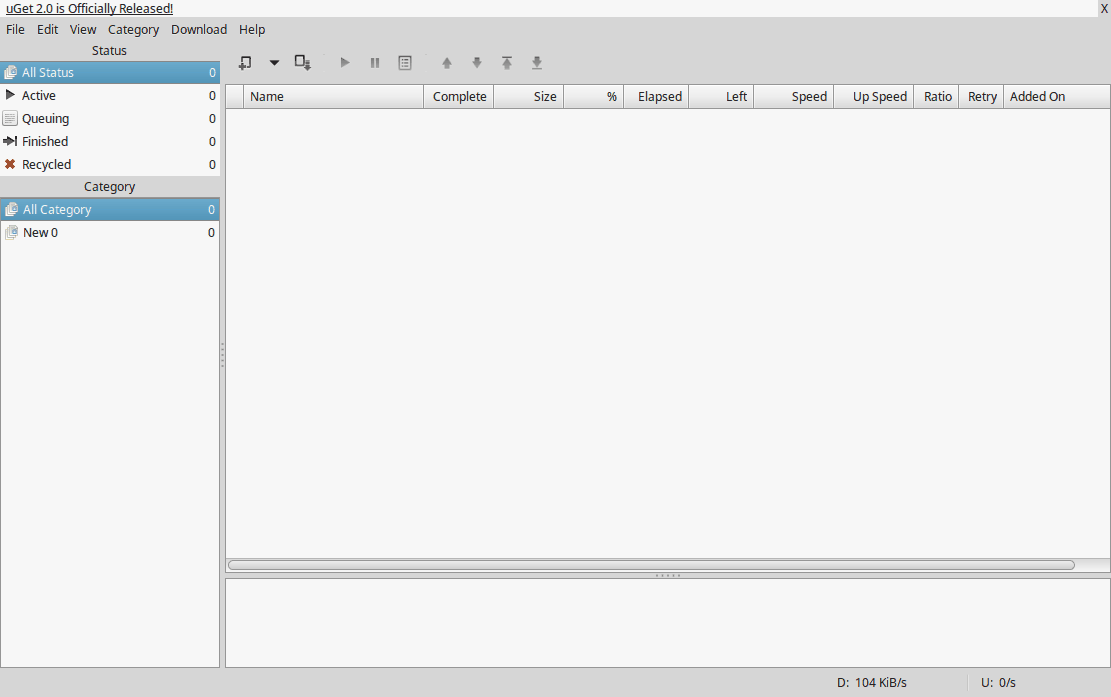 uGet 2.0 is Officially Released! X
File Edit View Category Download Help
Status
All Status 0
Active 0
Queuing 0
Finished 0
Recycled 0
Category
All Category 0
New 0 0
Name Complete Size % Elapsed Left Speed Up Speed Ratio Retry Added On
D: 104 KiB/s U: 0/s